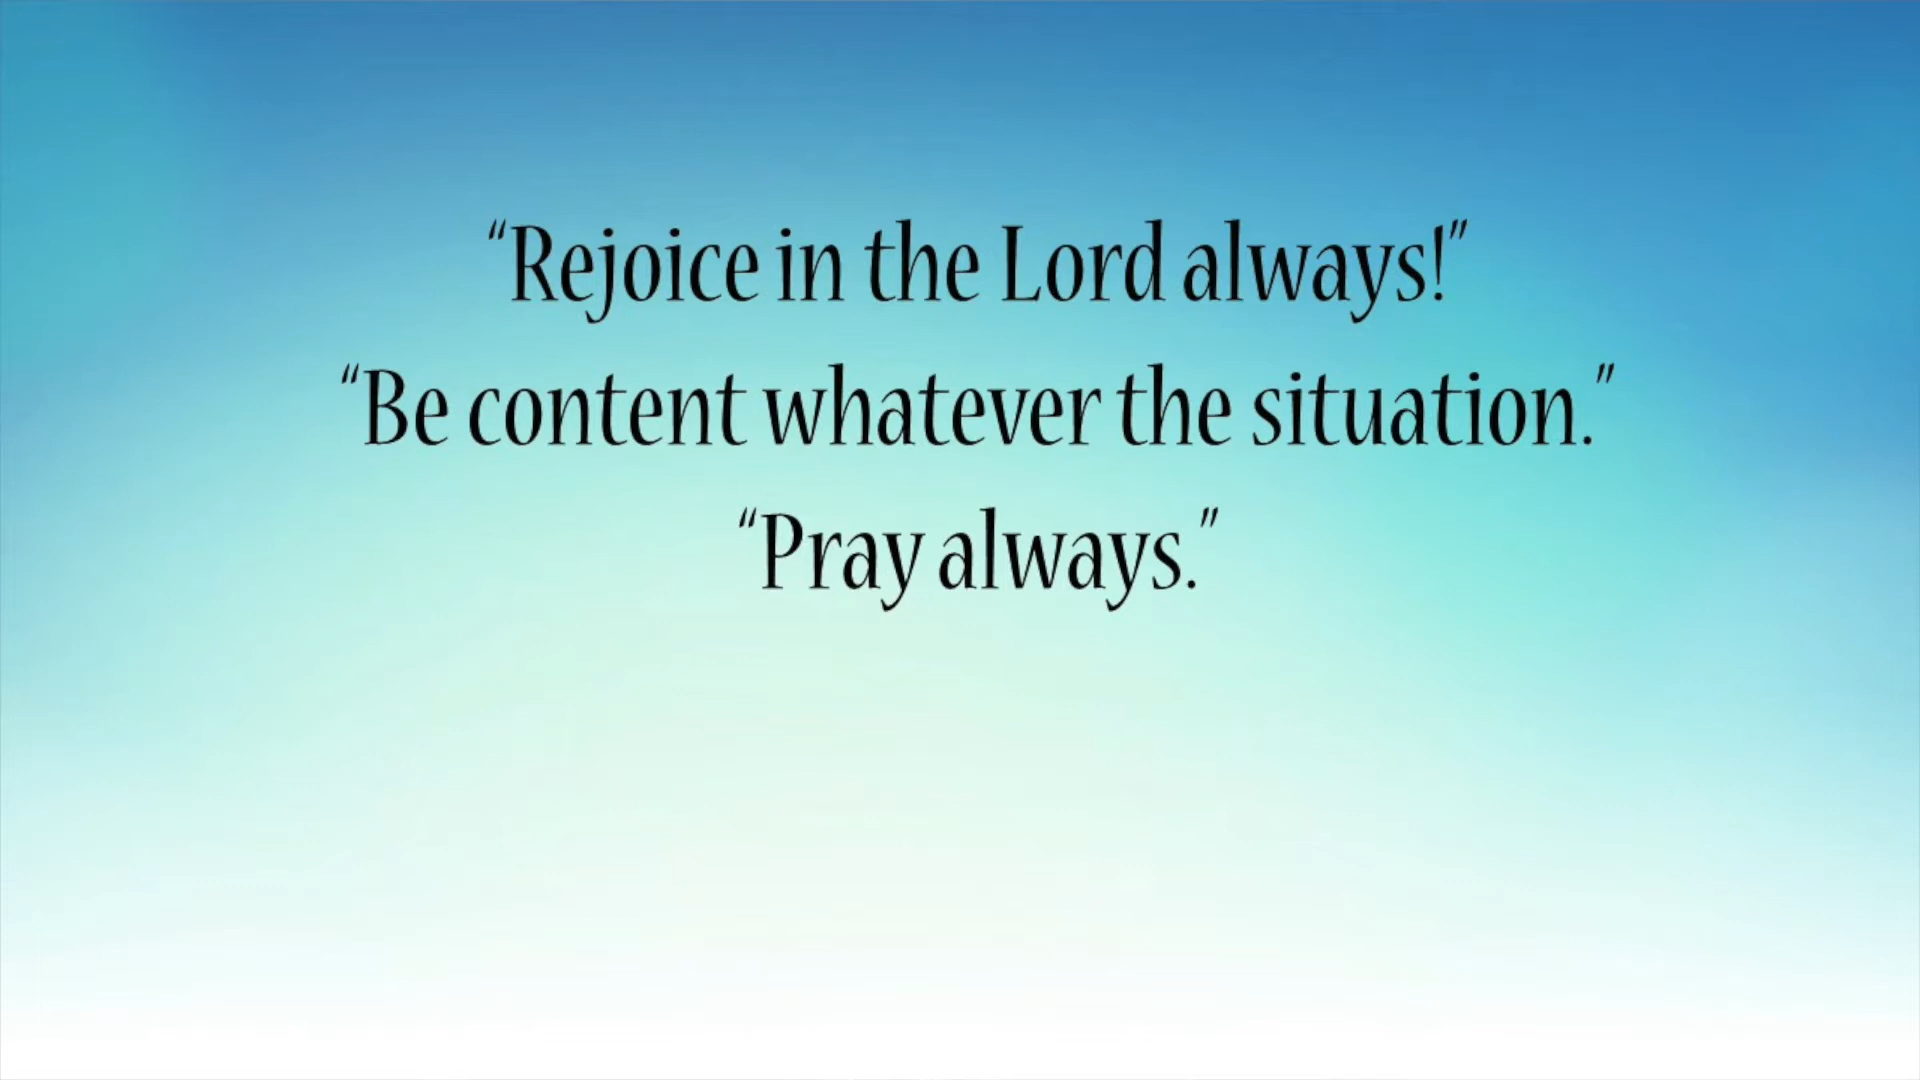 “Rejoice in the Lord always!”
“Be content whatever the situation.”
“Pray always.”